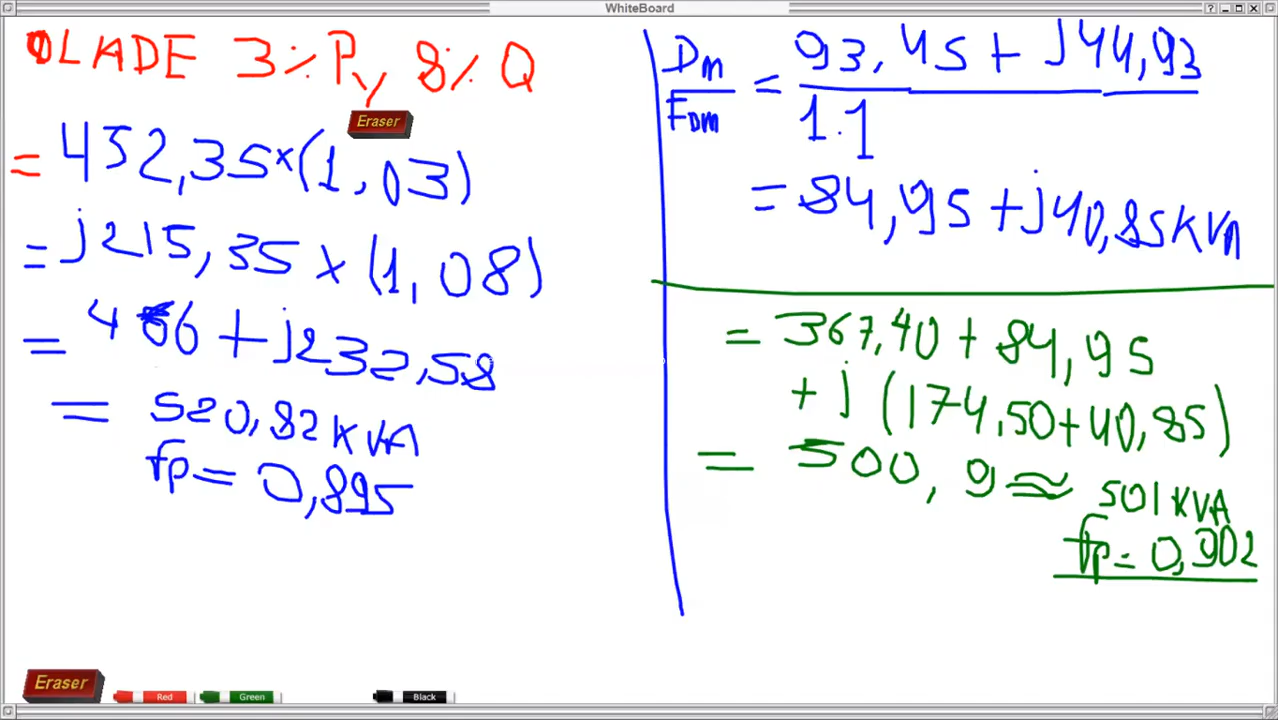 WhiteBoard
OLADE 3% P y 8% Q
Eraser
= 452,35 x (1,03)
= j215,35 x (1,08)
= 466 + j232,58
= 520,82 KVA
fp = 0,895
Dm / FDm = 93,45 + j44,93 / 1.1
= 84,95 + j40,85 KVA
= 367,40 + 84,95
+ j (174,50 + 40,85)
= 500,9 ≅ 501 KVA
fp = 0,902
Eraser Red Green Black